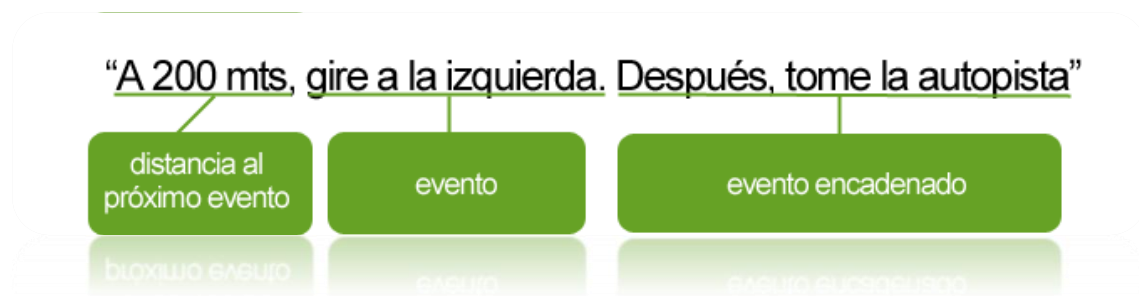 “A 200 mts, gire a la izquierda. Después, tome la autopista”
distancia al
próximo evento
evento
evento encadenado